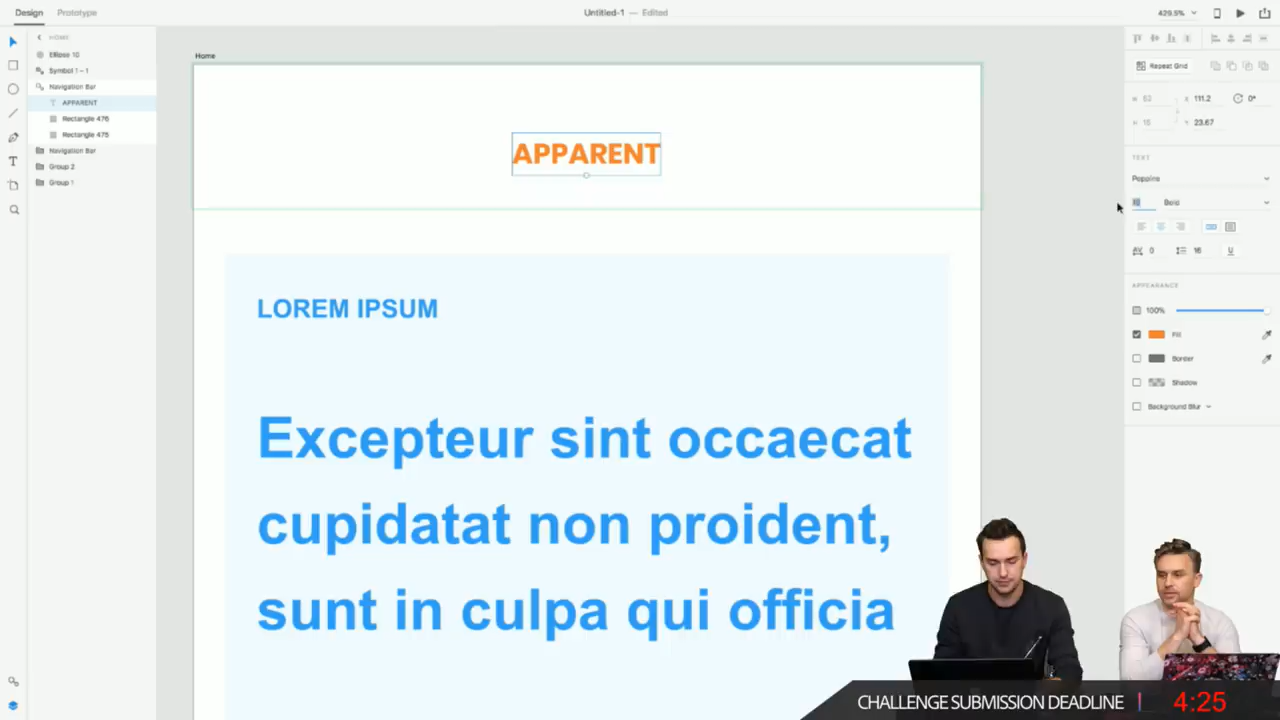 Design
Prototype
Untitled-1 — Edited
429.5%
HOME
Ellipse 10
Symbol 1 – 1
Navigation Bar
APPARENT
Rectangle 476
Rectangle 475
Navigation Bar
Group 2
Group 1
Home
APPARENT
LOREM IPSUM
Excepteur sint occaecat
cupidatat non proident,
sunt in culpa qui officia
Repeat Grid
W 62 X 111.2 0°
H 15 Y 23.67
TEXT
Poppins
Bold
0 16
APPEARANCE
100%
Fill
Border
Shadow
Background Blur
CHALLENGE SUBMISSION DEADLINE | 4:25